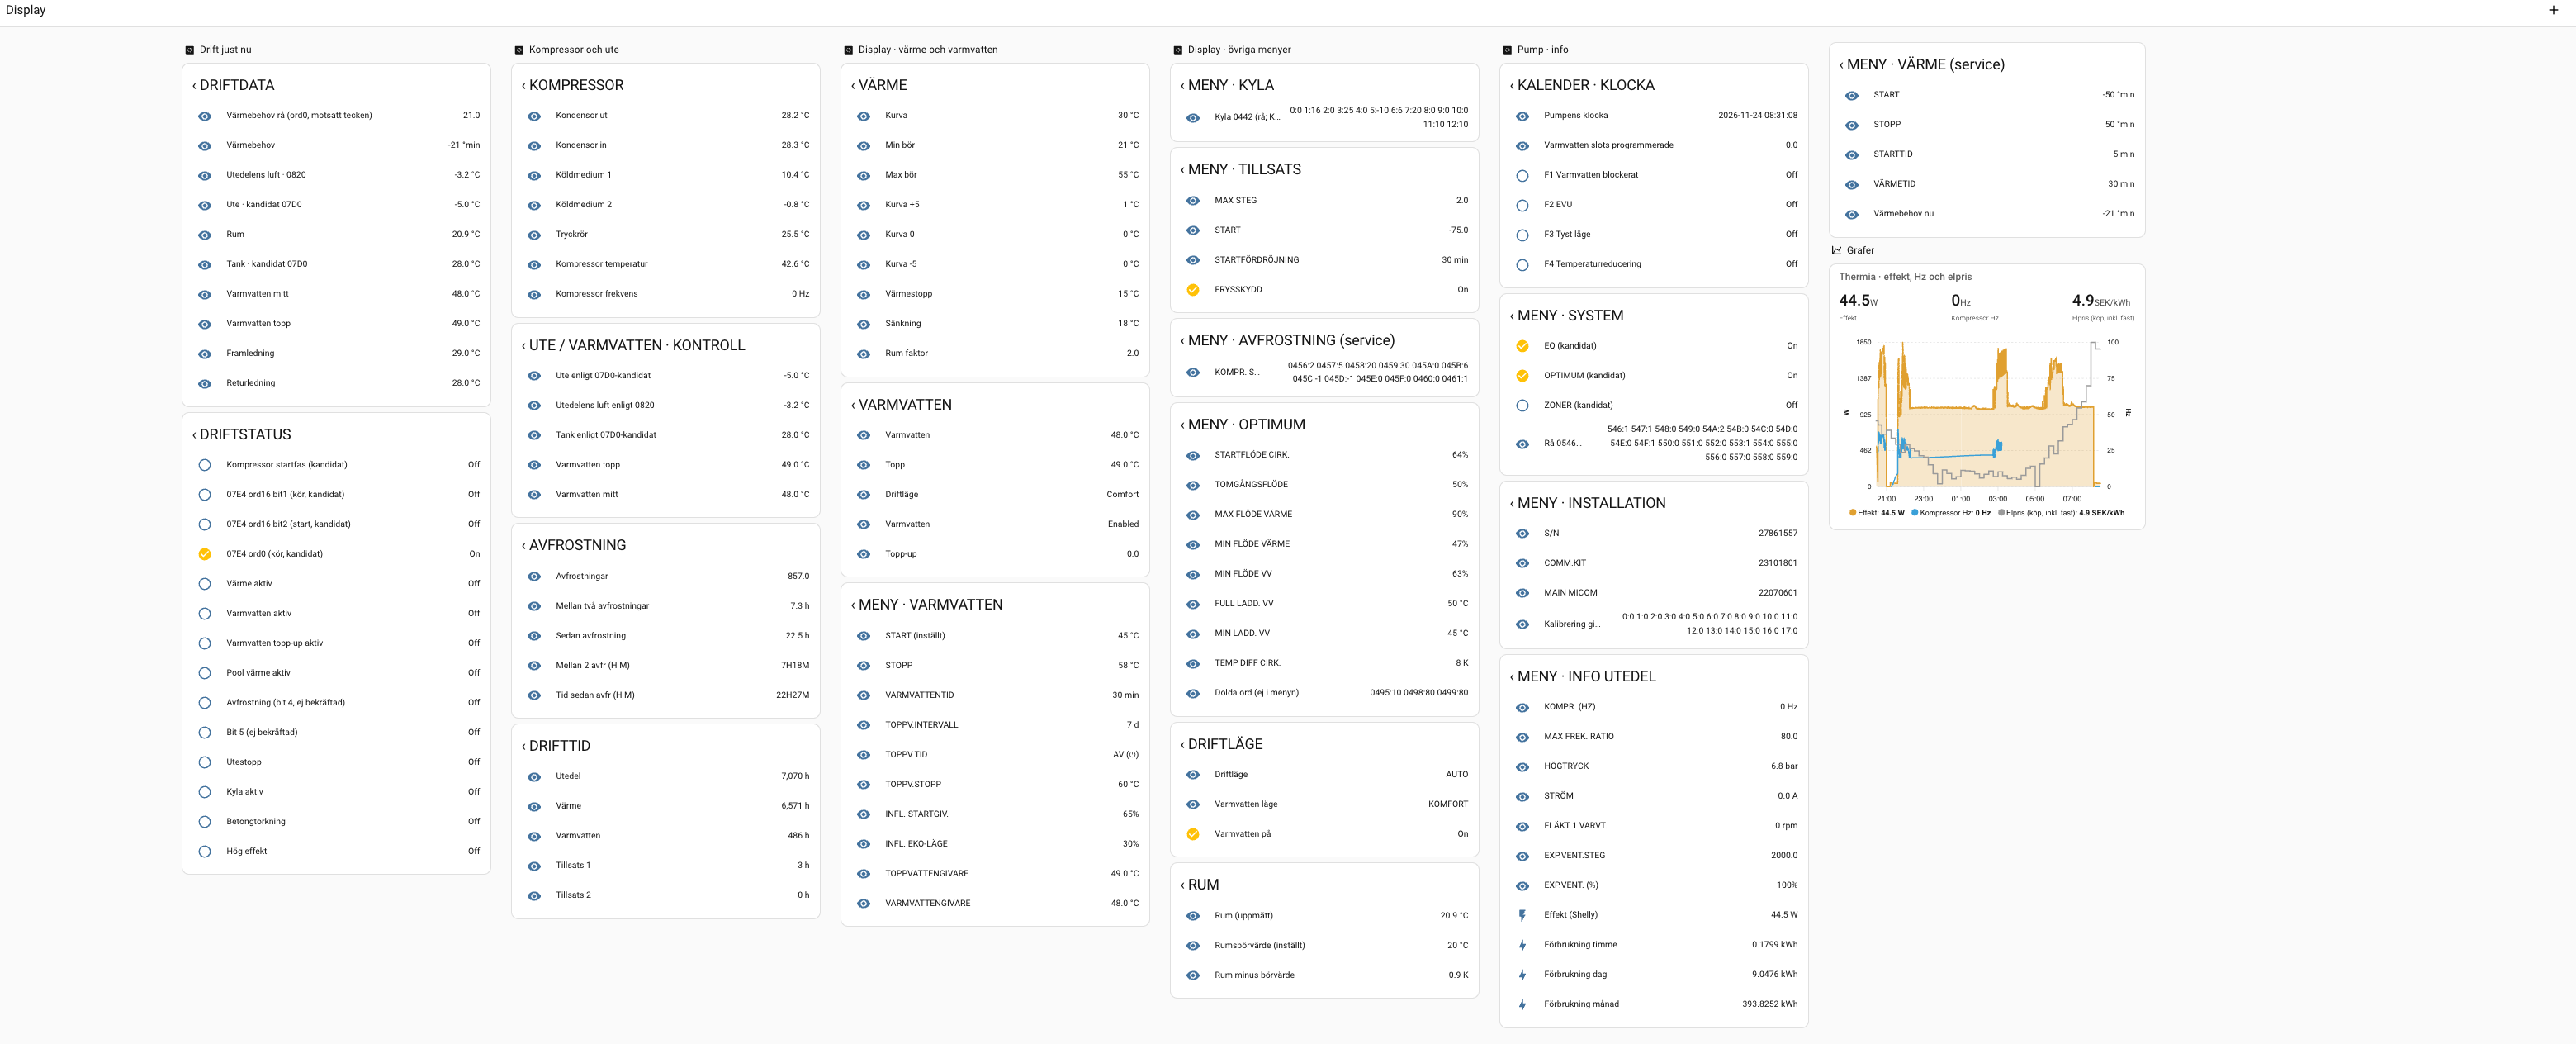 Display
Drift just nu
‹ DRIFTDATA
Värmebehov rå (ord0, motsatt tecken) 21.0
Värmebehov -21 °min
Utedelens luft · 0820 -3.2 °C
Ute · kandidat 07D0 -5.0 °C
Rum 20.9 °C
Tank · kandidat 07D0 28.0 °C
Varmvatten mitt 48.0 °C
Varmvatten topp 49.0 °C
Framledning 29.0 °C
Returledning 28.0 °C
‹ DRIFTSTATUS
Kompressor startfas (kandidat) Off
07E4 ord16 bit1 (kör, kandidat) Off
07E4 ord16 bit2 (start, kandidat) Off
07E4 ord0 (kör, kandidat) On
Värme aktiv Off
Varmvatten aktiv Off
Varmvatten topp-up aktiv Off
Pool värme aktiv Off
Avfrostning (bit 4, ej bekräftad) Off
Bit 5 (ej bekräftad) Off
Utestopp Off
Kyla aktiv Off
Betongtorkning Off
Hög effekt Off
Kompressor och ute
‹ KOMPRESSOR
Kondensor ut 28.2 °C
Kondensor in 28.3 °C
Köldmedium 1 10.4 °C
Köldmedium 2 -0.8 °C
Tryckrör 25.5 °C
Kompressor temperatur 42.6 °C
Kompressor frekvens 0 Hz
‹ UTE / VARMVATTEN · KONTROLL
Ute enligt 07D0-kandidat -5.0 °C
Utedelens luft enligt 0820 -3.2 °C
Tank enligt 07D0-kandidat 28.0 °C
Varmvatten topp 49.0 °C
Varmvatten mitt 48.0 °C
‹ AVFROSTNING
Avfrostningar 857.0
Mellan två avfrostningar 7.3 h
Sedan avfrostning 22.5 h
Mellan 2 avfr (H M) 7H18M
Tid sedan avfr (H M) 22H27M
‹ DRIFTTID
Utedel 7,070 h
Värme 6,571 h
Varmvatten 486 h
Tillsats 1 3 h
Tillsats 2 0 h
Display · värme och varmvatten
‹ VÄRME
Kurva 30 °C
Min bör 21 °C
Max bör 55 °C
Kurva +5 1 °C
Kurva 0 0 °C
Kurva -5 0 °C
Värmestopp 15 °C
Sänkning 18 °C
Rum faktor 2.0
‹ VARMVATTEN
Varmvatten 48.0 °C
Topp 49.0 °C
Driftläge Comfort
Varmvatten Enabled
Topp-up 0.0
‹ MENY · VARMVATTEN
START (inställt) 45 °C
STOPP 58 °C
VARMVATTENTID 30 min
TOPPV.INTERVALL 7 d
TOPPV.TID AV (⏻)
TOPPV.STOPP 60 °C
INFL. STARTGIV. 65%
INFL. EKO-LÄGE 30%
TOPPVATTENGIVARE 49.0 °C
VARMVATTENGIVARE 48.0 °C
Display · övriga menyer
‹ MENY · KYLA
Kyla 0442 (rå; K… 0:0 1:16 2:0 3:25 4:0 5:-10 6:6 7:20 8:0 9:0 10:0
11:10 12:10
‹ MENY · TILLSATS
MAX STEG 2.0
START -75.0
STARTFÖRDRÖJNING 30 min
FRYSSKYDD On
‹ MENY · AVFROSTNING (service)
KOMPR. S… 0456:2 0457:5 0458:20 0459:30 045A:0 045B:6
045C:-1 045D:-1 045E:0 045F:0 0460:0 0461:1
‹ MENY · OPTIMUM
STARTFLÖDE CIRK. 64%
TOMGÅNGSFLÖDE 50%
MAX FLÖDE VÄRME 90%
MIN FLÖDE VÄRME 47%
MIN FLÖDE VV 63%
FULL LADD. VV 50 °C
MIN LADD. VV 45 °C
TEMP DIFF CIRK. 8 K
Dolda ord (ej i menyn) 0495:10 0498:80 0499:80
‹ DRIFTLÄGE
Driftläge AUTO
Varmvatten läge KOMFORT
Varmvatten på On
‹ RUM
Rum (uppmätt) 20.9 °C
Rumsbörvärde (inställt) 20 °C
Rum minus börvärde 0.9 K
Pump · info
‹ KALENDER · KLOCKA
Pumpens klocka 2026-11-24 08:31:08
Varmvatten slots programmerade 0.0
F1 Varmvatten blockerat Off
F2 EVU Off
F3 Tyst läge Off
F4 Temperaturreducering Off
‹ MENY · SYSTEM
EQ (kandidat) On
OPTIMUM (kandidat) On
ZONER (kandidat) Off
Rå 0546… 546:1 547:1 548:0 549:0 54A:2 54B:0 54C:0 54D:0
54E:0 54F:1 550:0 551:0 552:0 553:1 554:0 555:0
556:0 557:0 558:0 559:0
‹ MENY · INSTALLATION
S/N 27861557
COMM.KIT 23101801
MAIN MICOM 22070601
Kalibrering gi… 0:0 1:0 2:0 3:0 4:0 5:0 6:0 7:0 8:0 9:0 10:0 11:0
12:0 13:0 14:0 15:0 16:0 17:0
‹ MENY · INFO UTEDEL
KOMPR. (HZ) 0 Hz
MAX FREK. RATIO 80.0
HÖGTRYCK 6.8 bar
STRÖM 0.0 A
FLÄKT 1 VARVT. 0 rpm
EXP.VENT.STEG 2000.0
EXP.VENT. (%) 100%
Effekt (Shelly) 44.5 W
Förbrukning timme 0.1799 kWh
Förbrukning dag 9.0476 kWh
Förbrukning månad 393.8252 kWh
‹ MENY · VÄRME (service)
START -50 °min
STOPP 50 °min
STARTTID 5 min
VÄRMETID 30 min
Värmebehov nu -21 °min
Grafer
Thermia · effekt, Hz och elpris
44.5W 0Hz 4.9SEK/kWh
Effekt Kompressor Hz Elpris (köp, inkl. fast)
1850 100
1387 75
W 925 50 Hz
462 25
0 0
21:00 23:00 01:00 03:00 05:00 07:00
Effekt: 44.5 W Kompressor Hz: 0 Hz Elpris (köp, inkl. fast): 4.9 SEK/kWh